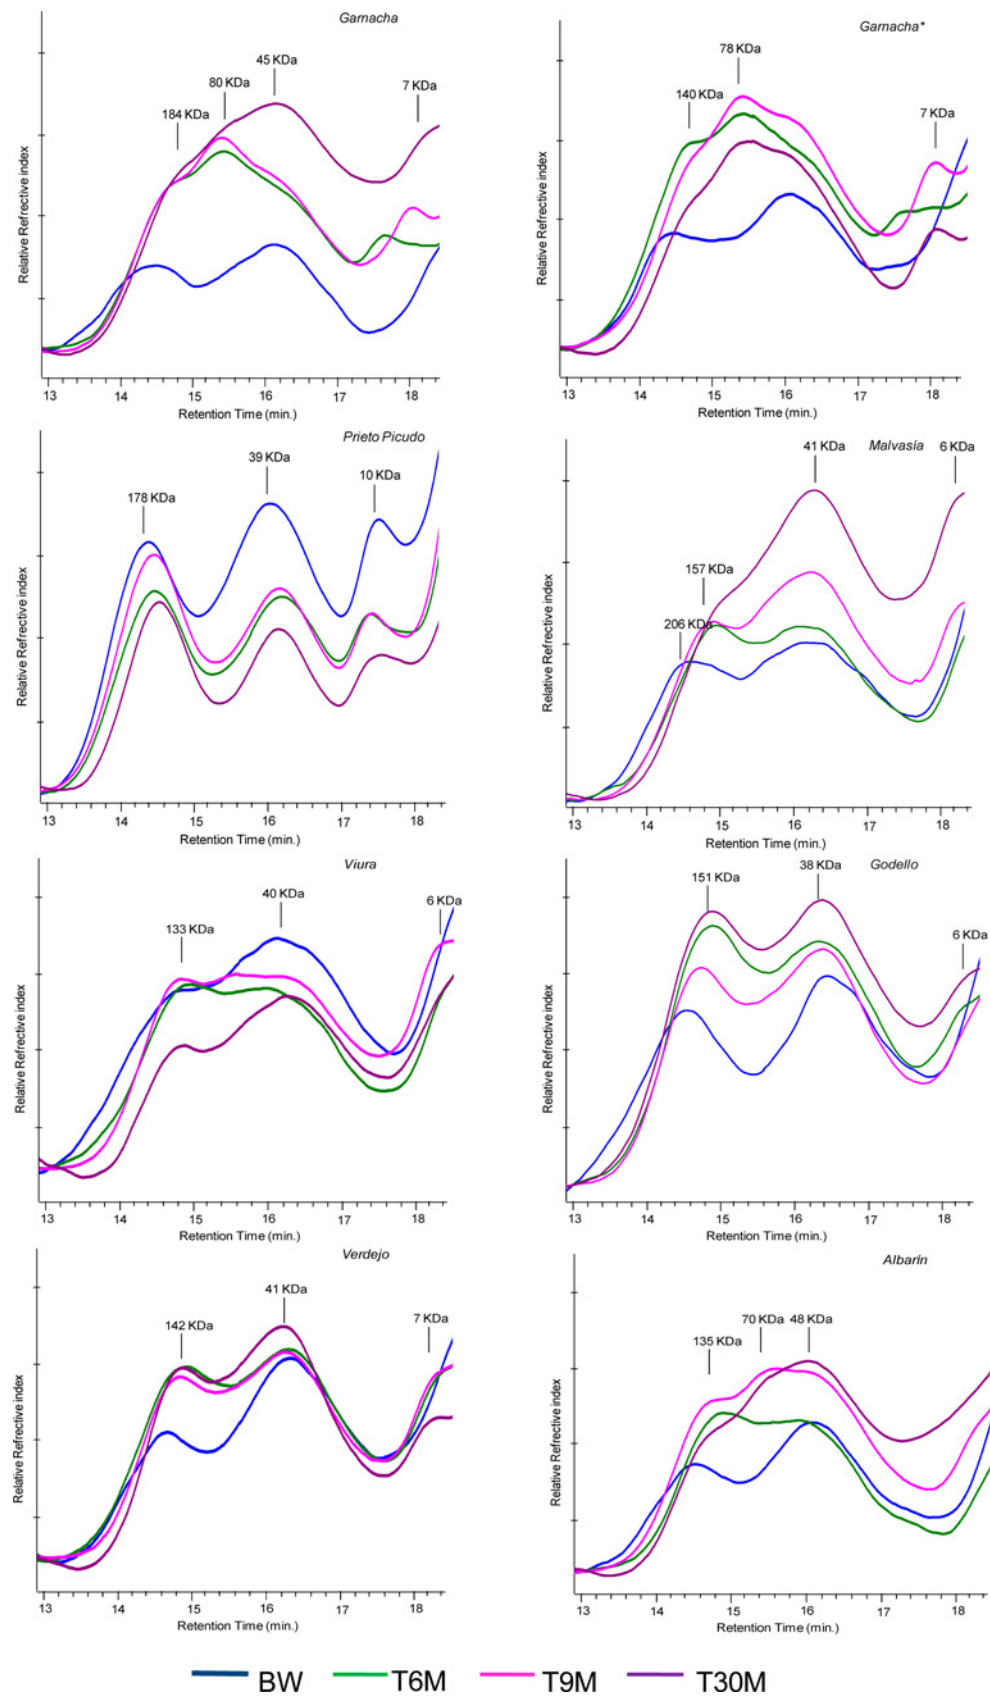 Garnacha
45 KDa
80 KDa
7 KDa
184 KDa
Relative Refrective index
13 14 15 16 17 18
Retention Time (min.)
Garnacha*
78 KDa
140 KDa
7 KDa
Relative Refrective index
13 14 15 16 17 18
Retention Time (min.)
Prieto Picudo
39 KDa
10 KDa
178 KDa
Relative Refrective index
13 14 15 16 17 18
Retention Time (min.)
Malvasía
41 KDa
6 KDa
157 KDa
206 KDa
Relative Refrective index
13 14 15 16 17 18
Retention Time (min.)
Viura
40 KDa
6 KDa
133 KDa
Relative Refrective index
13 14 15 16 17 18
Retention Time (min.)
Godello
38 KDa
151 KDa
6 KDa
Relative Refrective index
13 14 15 16 17 18
Retention Time (min.)
Verdejo
41 KDa
7 KDa
142 KDa
Relative Refrective index
13 14 15 16 17 18
Retention Time (min.)
Albarín
70 KDa 48 KDa
135 KDa
Relative Refrective index
13 14 15 16 17 18
Retention Time (min.)
BW T6M T9M T30M